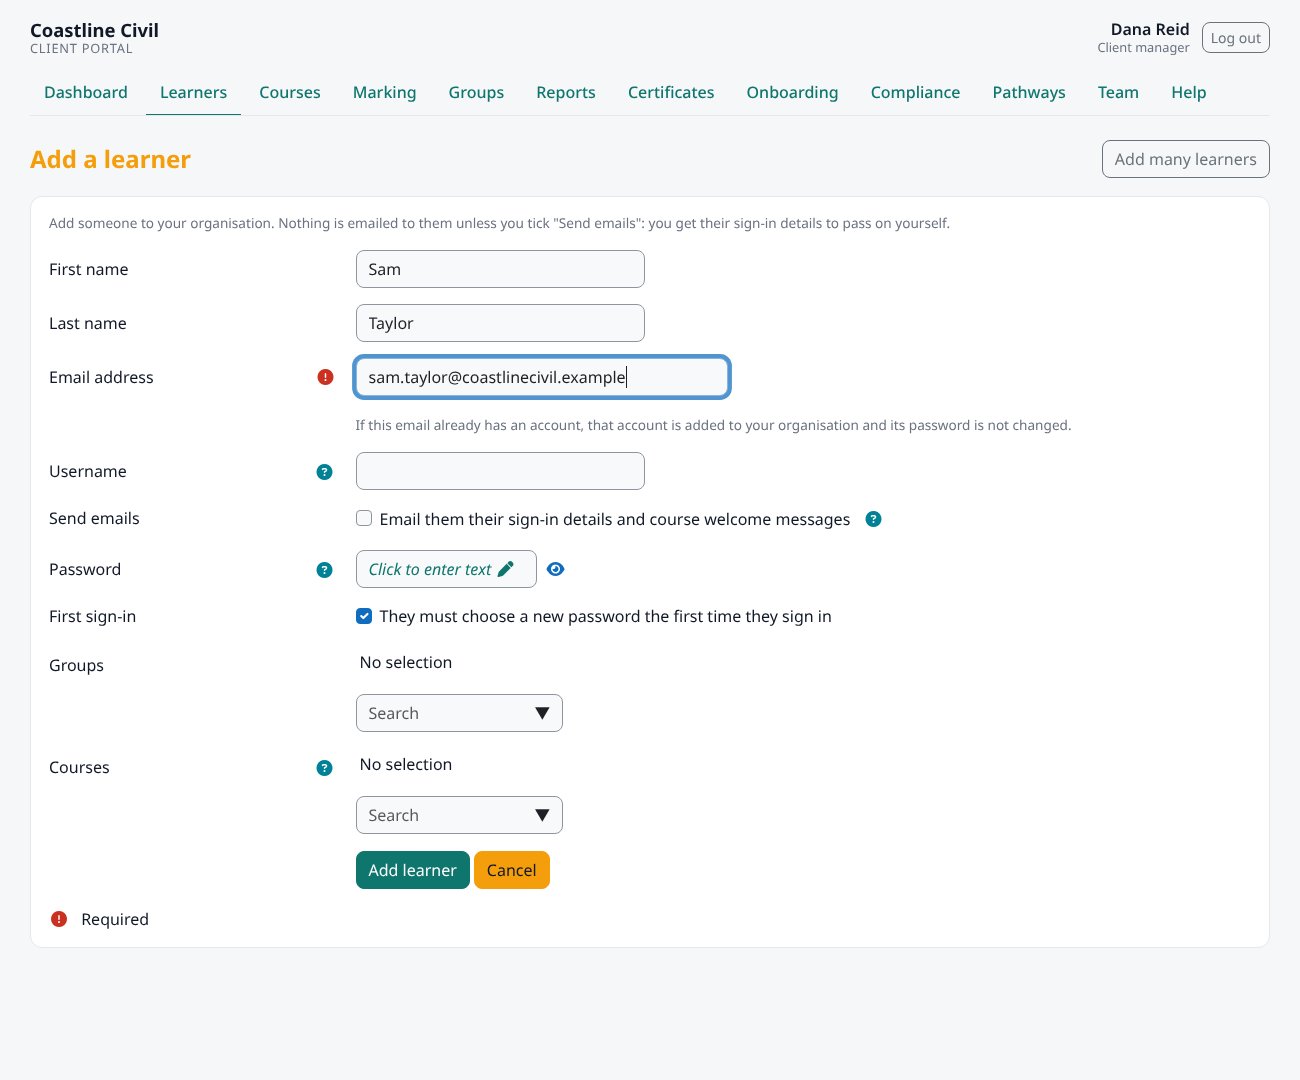 Coastline Civil
CLIENT PORTAL
Dana Reid
Client manager
Log out
Dashboard Learners Courses Marking Groups Reports Certificates Onboarding Compliance Pathways Team Help
Add a learner
Add many learners
Add someone to your organisation. Nothing is emailed to them unless you tick "Send emails": you get their sign-in details to pass on yourself.
First name
Sam
Last name
Taylor
Email address
!
sam.taylor@coastlinecivil.example
If this email already has an account, that account is added to your organisation and its password is not changed.
Username
?
Send emails
Email them their sign-in details and course welcome messages ?
Password
?
Click to enter text
First sign-in
They must choose a new password the first time they sign in
Groups
No selection
Search
Courses
?
No selection
Search
Add learner
Cancel
! Required